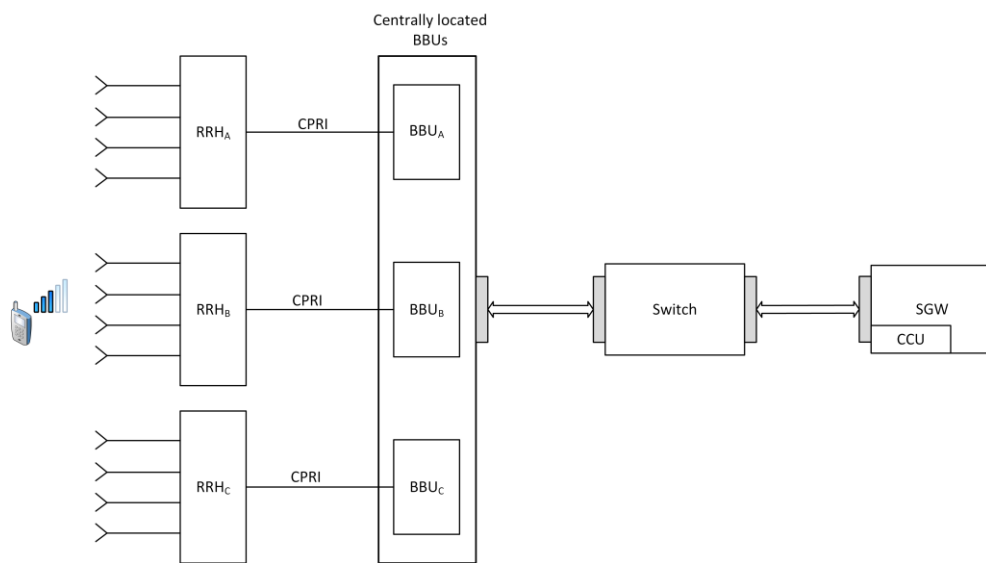 Centrally located
BBUs
RRHA
CPRI
BBUA
RRHB
CPRI
BBUB
Switch
SGW
CCU
RRHC
CPRI
BBUC